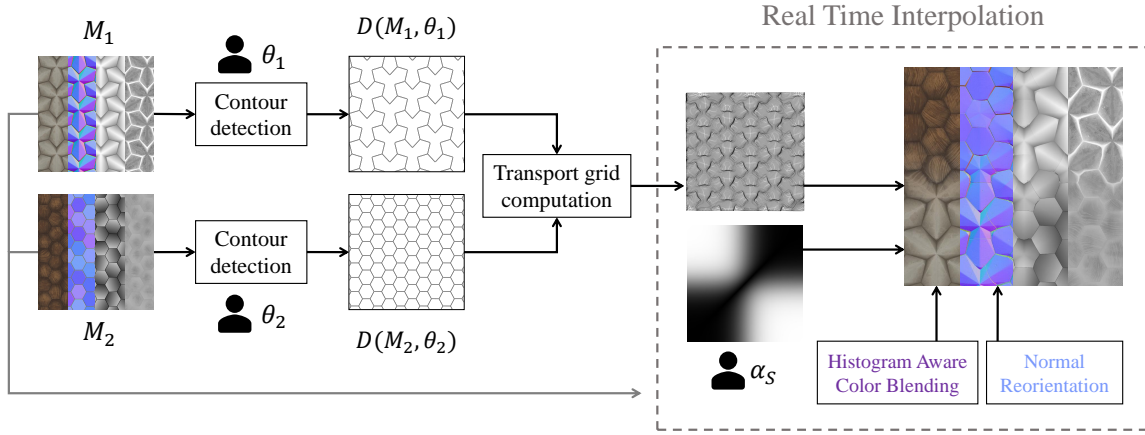 Real Time Interpolation
M₁
θ₁
D(M₁, θ₁)
Contour
detection
Transport grid
computation
Contour
detection
M₂
θ₂
D(M₂, θ₂)
α_S
Histogram Aware
Color Blending
Normal
Reorientation